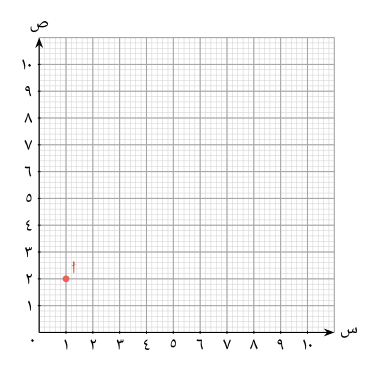 ص
١٠
٩
٨
٧
٦
٥
٤
٣
٢
١
أ
٠ ١ ٢ ٣ ٤ ٥ ٦ ٧ ٨ ٩ ١٠
س